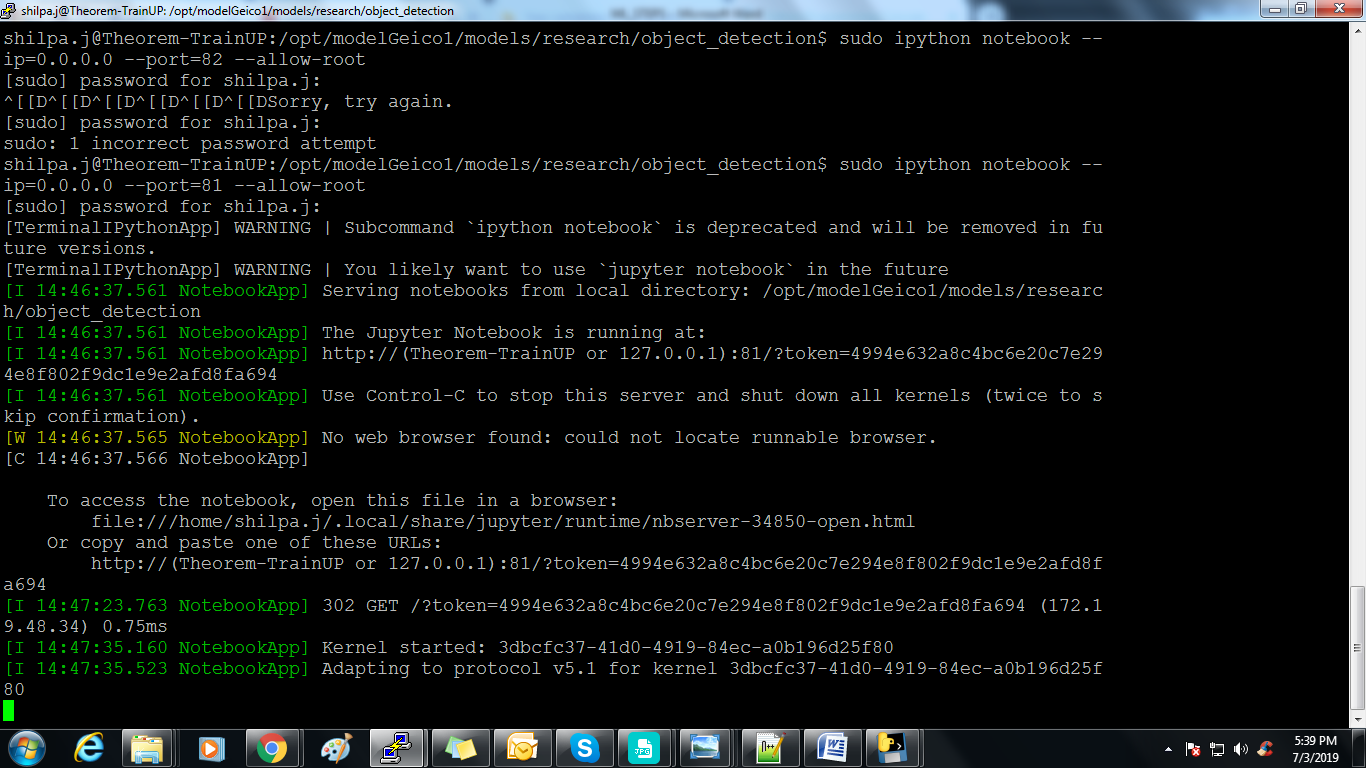 shilpa.j@Theorem-TrainUP: /opt/modelGeico1/models/research/object_detection
shilpa.j@Theorem-TrainUP:/opt/modelGeico1/models/research/object_detection$ sudo ipython notebook --
ip=0.0.0.0 --port=82 --allow-root
[sudo] password for shilpa.j:
^[[D^[[D^[[D^[[D^[[D^[[DSorry, try again.
[sudo] password for shilpa.j:
sudo: 1 incorrect password attempt
shilpa.j@Theorem-TrainUP:/opt/modelGeico1/models/research/object_detection$ sudo ipython notebook --
ip=0.0.0.0 --port=81 --allow-root
[sudo] password for shilpa.j:
[TerminalIPythonApp] WARNING | Subcommand `ipython notebook` is deprecated and will be removed in fu
ture versions.
[TerminalIPythonApp] WARNING | You likely want to use `jupyter notebook` in the future
[I 14:46:37.561 NotebookApp] Serving notebooks from local directory: /opt/modelGeico1/models/researc
h/object_detection
[I 14:46:37.561 NotebookApp] The Jupyter Notebook is running at:
[I 14:46:37.561 NotebookApp] http://(Theorem-TrainUP or 127.0.0.1):81/?token=4994e632a8c4bc6e20c7e29
4e8f802f9dc1e9e2afd8fa694
[I 14:46:37.561 NotebookApp] Use Control-C to stop this server and shut down all kernels (twice to s
kip confirmation).
[W 14:46:37.565 NotebookApp] No web browser found: could not locate runnable browser.
[C 14:46:37.566 NotebookApp]
To access the notebook, open this file in a browser:
file:///home/shilpa.j/.local/share/jupyter/runtime/nbserver-34850-open.html
Or copy and paste one of these URLs:
http://(Theorem-TrainUP or 127.0.0.1):81/?token=4994e632a8c4bc6e20c7e294e8f802f9dc1e9e2afd8f
a694
[I 14:47:23.763 NotebookApp] 302 GET /?token=4994e632a8c4bc6e20c7e294e8f802f9dc1e9e2afd8fa694 (172.1
9.48.34) 0.75ms
[I 14:47:35.160 NotebookApp] Kernel started: 3dbcfc37-41d0-4919-84ec-a0b196d25f80
[I 14:47:35.523 NotebookApp] Adapting to protocol v5.1 for kernel 3dbcfc37-41d0-4919-84ec-a0b196d25f
80
JPG
5:39 PM
7/3/2019